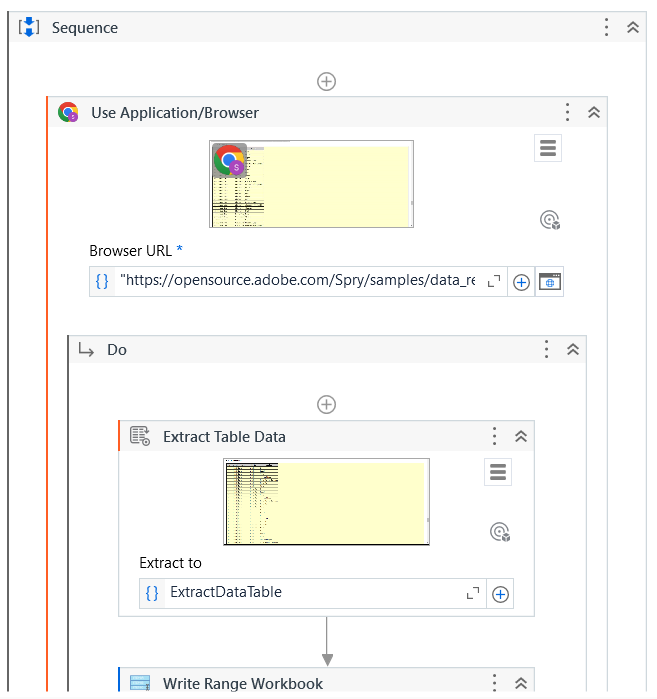 Sequence
Use Application/Browser
S
Browser URL *
{} "https://opensource.adobe.com/Spry/samples/data_re
Do
Extract Table Data
Extract to
{} ExtractDataTable
Write Range Workbook